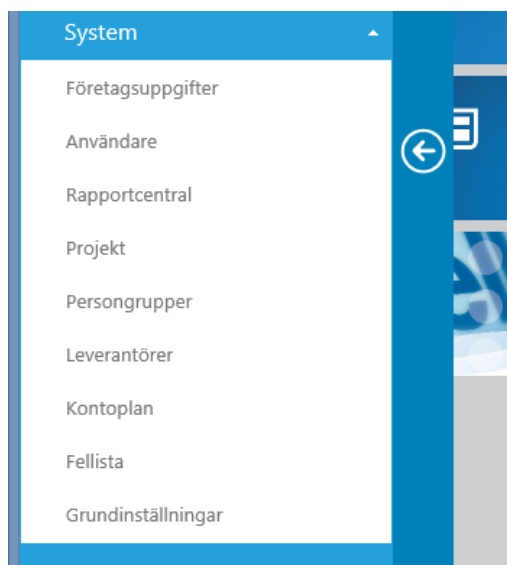 System
Företagsuppgifter
Användare
Rapportcentral
Projekt
Persongrupper
Leverantörer
Kontoplan
Fellista
Grundinställningar